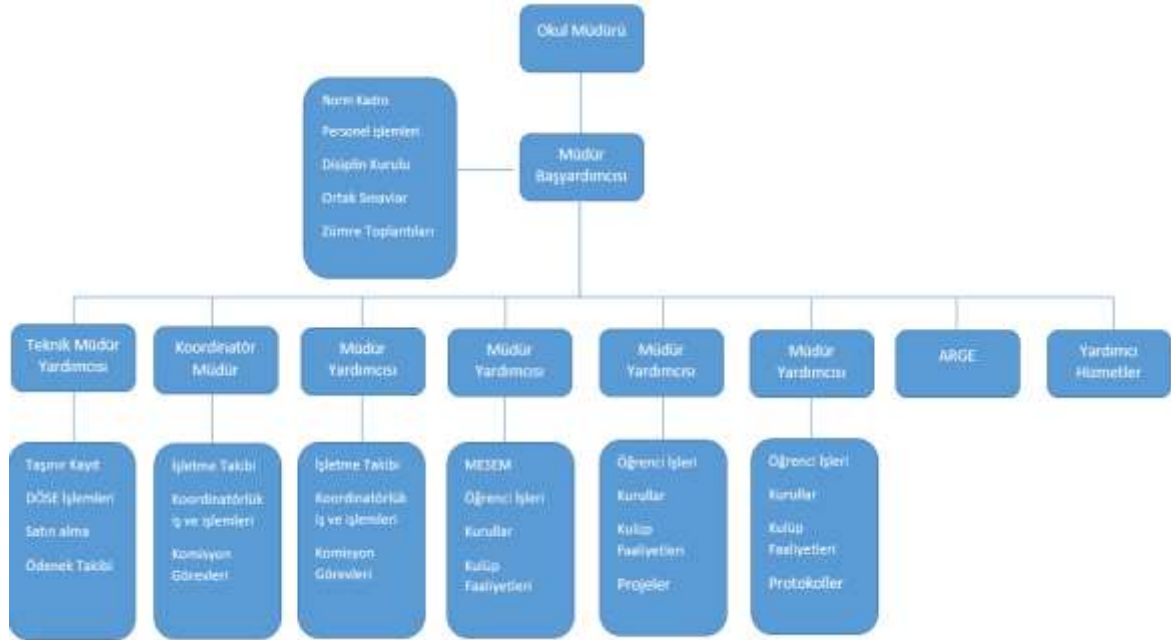 Okul Müdürü
Norm Kadro
Personel işlemleri
Disiplin Kurulu
Ortak Sınavlar
Zümre Toplantıları
Müdür
Başyardımcısı
Teknik Müdür
Yardımcısı
Koordinatör
Müdür
Müdür
Yardımcısı
Müdür
Yardımcısı
Müdür
Yardımcısı
Müdür
Yardımcısı
ARGE
Yardımcı
Hizmetler
Taşınır Kayıt
DÖSE İşlemleri
Satın alma
Ödenek Takibi
İşletme Takibi
Koordinatörlük
iş ve işlemleri
Komisyon
Görevleri
İşletme Takibi
Koordinatörlük
iş ve işlemleri
Komisyon
Görevleri
MESEM
Öğrenci İşleri
Kurullar
Kulüp
Faaliyetleri
Öğrenci İşleri
Kurullar
Kulüp
Faaliyetleri
Projeler
Öğrenci İşleri
Kurullar
Kulüp
Faaliyetleri
Protokoller